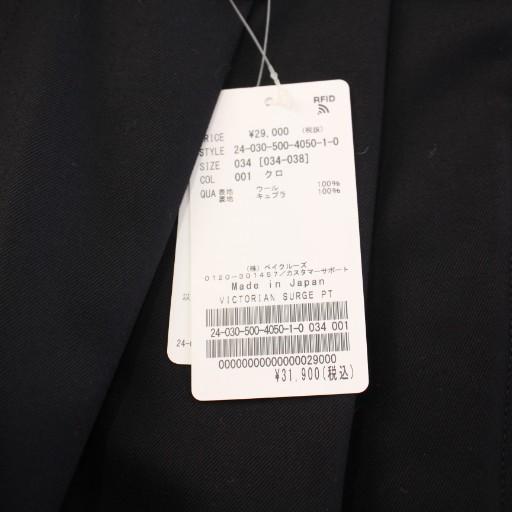 RFID
PRICE ¥29,000 (税抜)
STYLE 24-030-500-4050-1-0
SIZE 034 [034-038]
COL 001 クロ
QUA 表地 ウール 100%
裏地 キュプラ 100%
(株) ベイクルーズ
0120-301457/カスタマーサポート
Made in Japan
VICTORIAN SURGE PT
24-030-500-4050-1-0 034 001
00000000000000029000
¥31,900(税込)